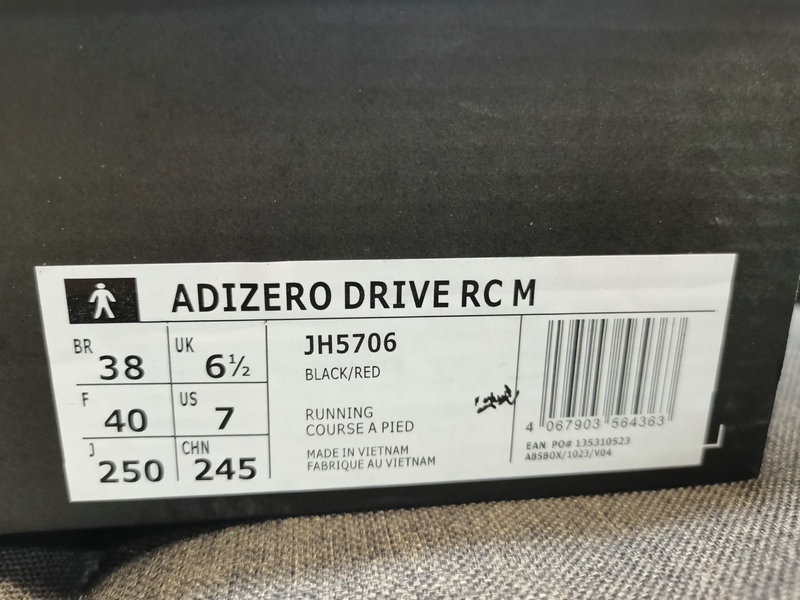 ADIZERO DRIVE RC M
BR 38 UK 6½
F 40 US 7
J 250 CHN 245
JH5706
BLACK/RED
RUNNING
COURSE A PIED
MADE IN VIETNAM
FABRIQUE AU VIETNAM
4 067903 564363
EAN PO# 135310523
ABSBOX/1023/V04